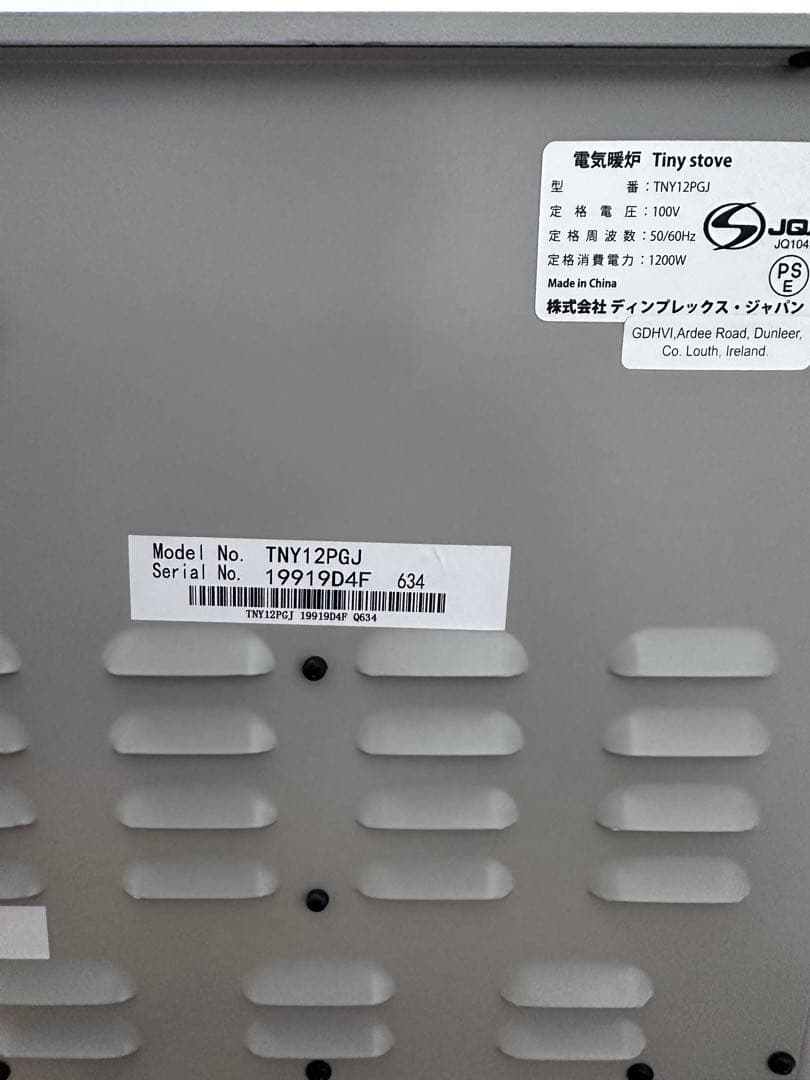 電気暖炉 Tiny stove
型 番：TNY12PGJ
定格電圧：100V
定格周波数：50/60Hz
定格消費電力：1200W
Made in China
株式会社 ディンプレックス・ジャパン
JQA
JQ104
PS
E
GDHVI,Ardee Road, Dunleer,
Co. Louth, Ireland.
Model No. TNY12PGJ
Serial No. 19919D4F 634
TNY12PGJ 19919D4F Q634